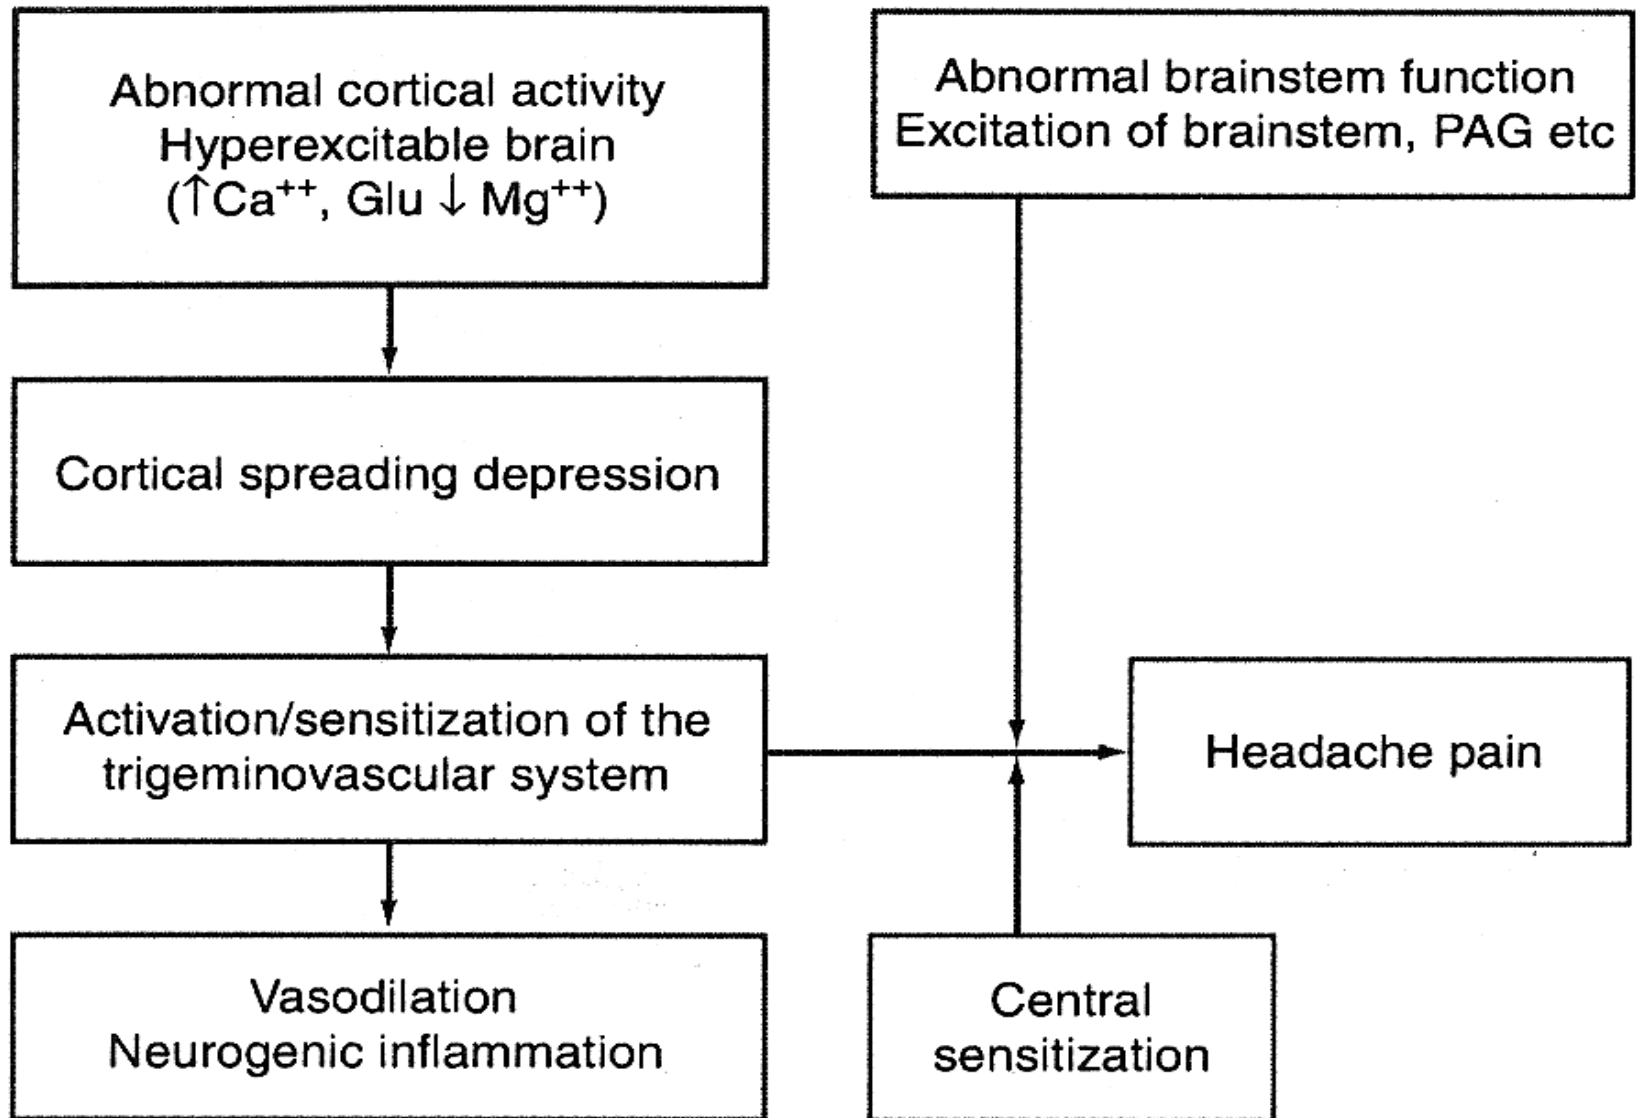 Abnormal cortical activity
Hyperexcitable brain
(↑Ca⁺⁺, Glu ↓ Mg⁺⁺)
Abnormal brainstem function
Excitation of brainstem, PAG etc
Cortical spreading depression
Activation/sensitization of the
trigeminovascular system
Headache pain
Vasodilation
Neurogenic inflammation
Central
sensitization